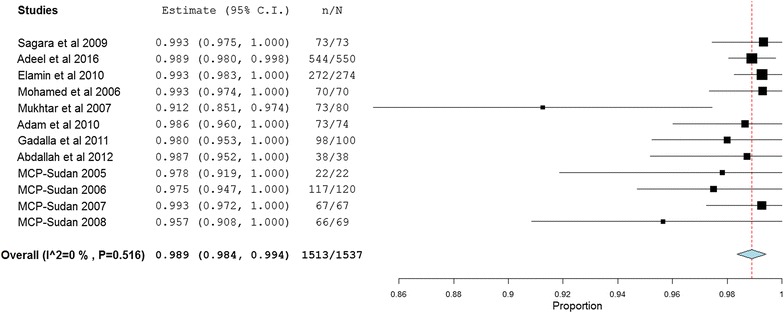 Studies Estimate (95% C.I.) n/N
Sagara et al 2009 0.993 (0.975, 1.000) 73/73
Adeel et al 2016 0.989 (0.980, 0.998) 544/550
Elamin et al 2010 0.993 (0.983, 1.000) 272/274
Mohamed et al 2006 0.993 (0.974, 1.000) 70/70
Mukhtar et al 2007 0.912 (0.851, 0.974) 73/80
Adam et al 2010 0.986 (0.960, 1.000) 73/74
Gadalla et al 2011 0.980 (0.953, 1.000) 98/100
Abdallah et al 2012 0.987 (0.952, 1.000) 38/38
MCP-Sudan 2005 0.978 (0.919, 1.000) 22/22
MCP-Sudan 2006 0.975 (0.947, 1.000) 117/120
MCP-Sudan 2007 0.993 (0.972, 1.000) 67/67
MCP-Sudan 2008 0.957 (0.908, 1.000) 66/69
Overall (I^2=0 % , P=0.516) 0.989 (0.984, 0.994) 1513/1537
0.86 0.88 0.9 0.92 0.94 0.96 0.98 1
Proportion